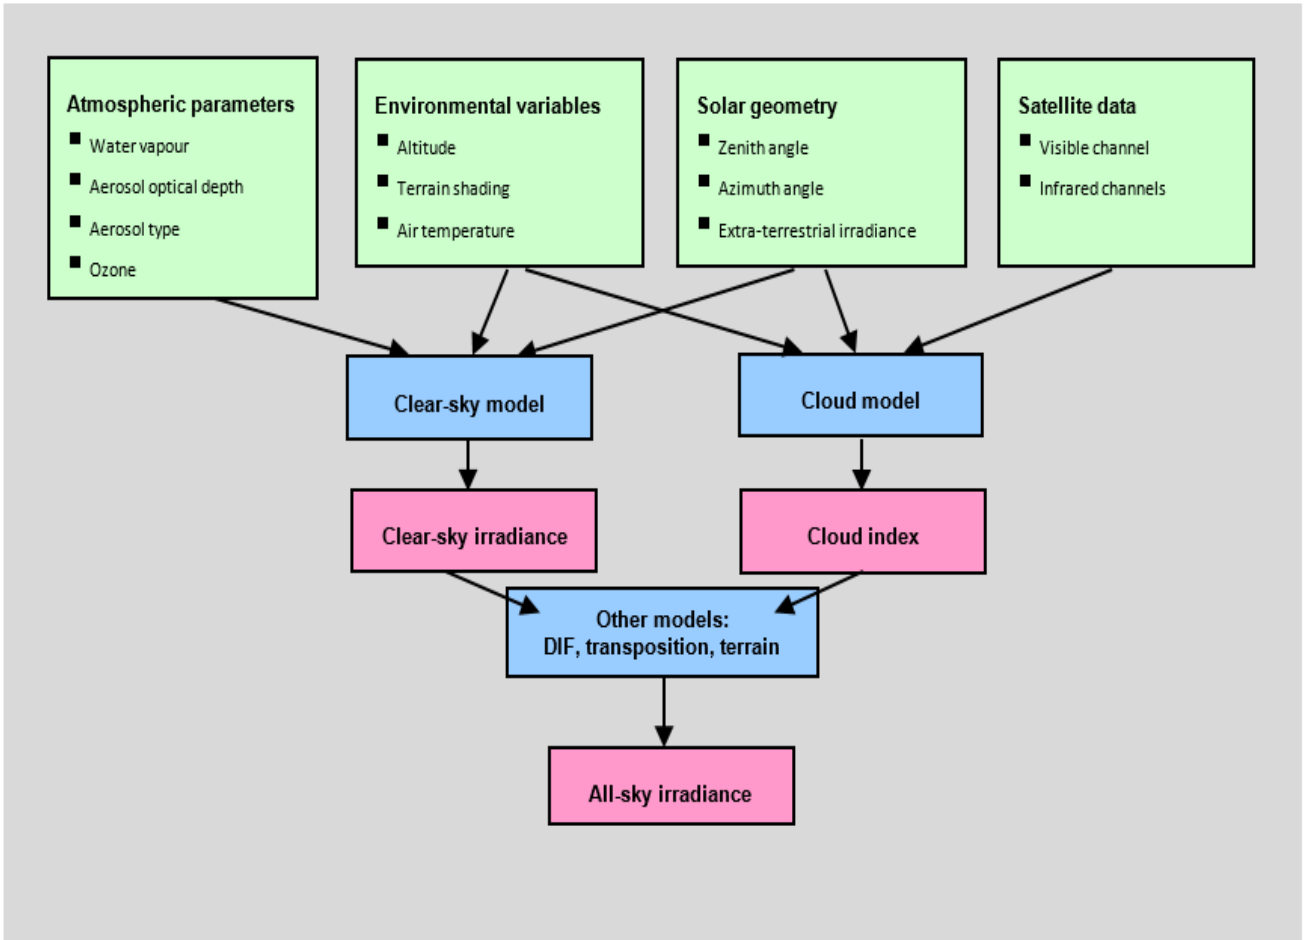 Atmospheric parameters
Water vapour
Aerosol optical depth
Aerosol type
Ozone
Environmental variables
Altitude
Terrain shading
Air temperature
Solar geometry
Zenith angle
Azimuth angle
Extra-terrestrial irradiance
Satellite data
Visible channel
Infrared channels
Clear-sky model
Cloud model
Clear-sky irradiance
Cloud index
Other models:
DIF, transposition, terrain
All-sky irradiance